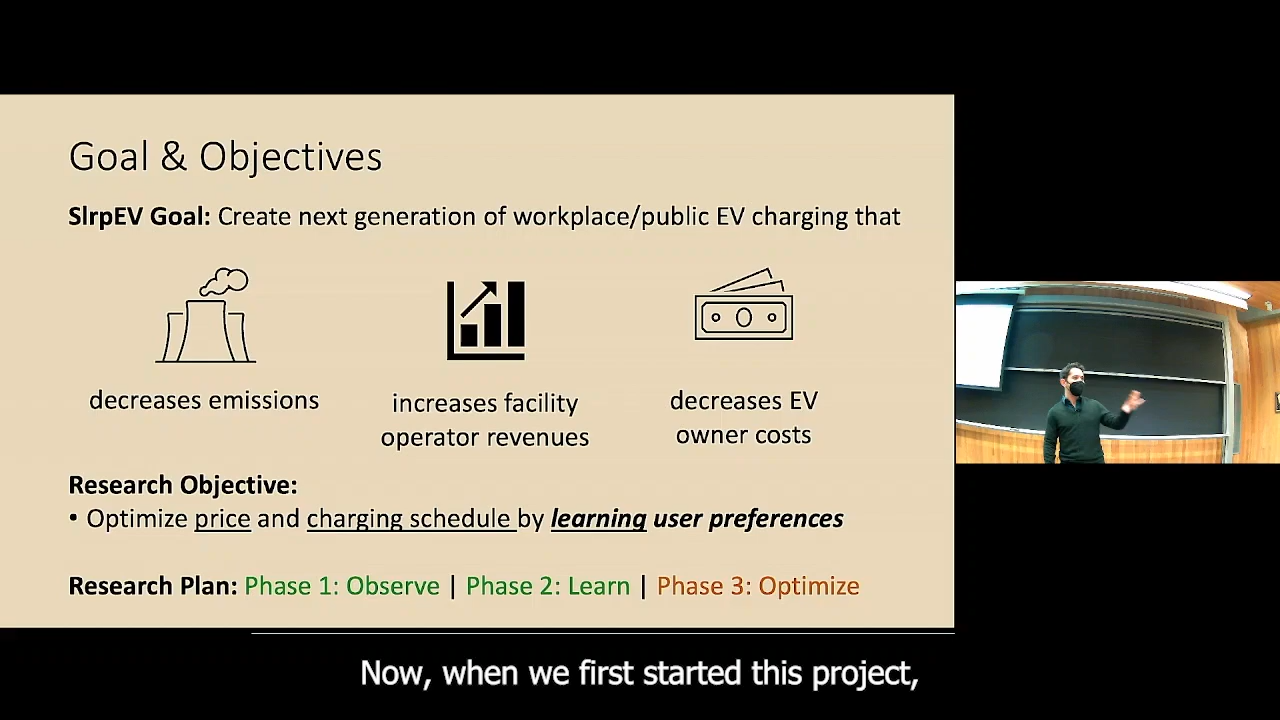 Goal & Objectives
SlrpEV Goal: Create next generation of workplace/public EV charging that
decreases emissions
increases facility
operator revenues
decreases EV
owner costs
Research Objective:
• Optimize price and charging schedule by learning user preferences
Research Plan: Phase 1: Observe | Phase 2: Learn | Phase 3: Optimize
Now, when we first started this project,